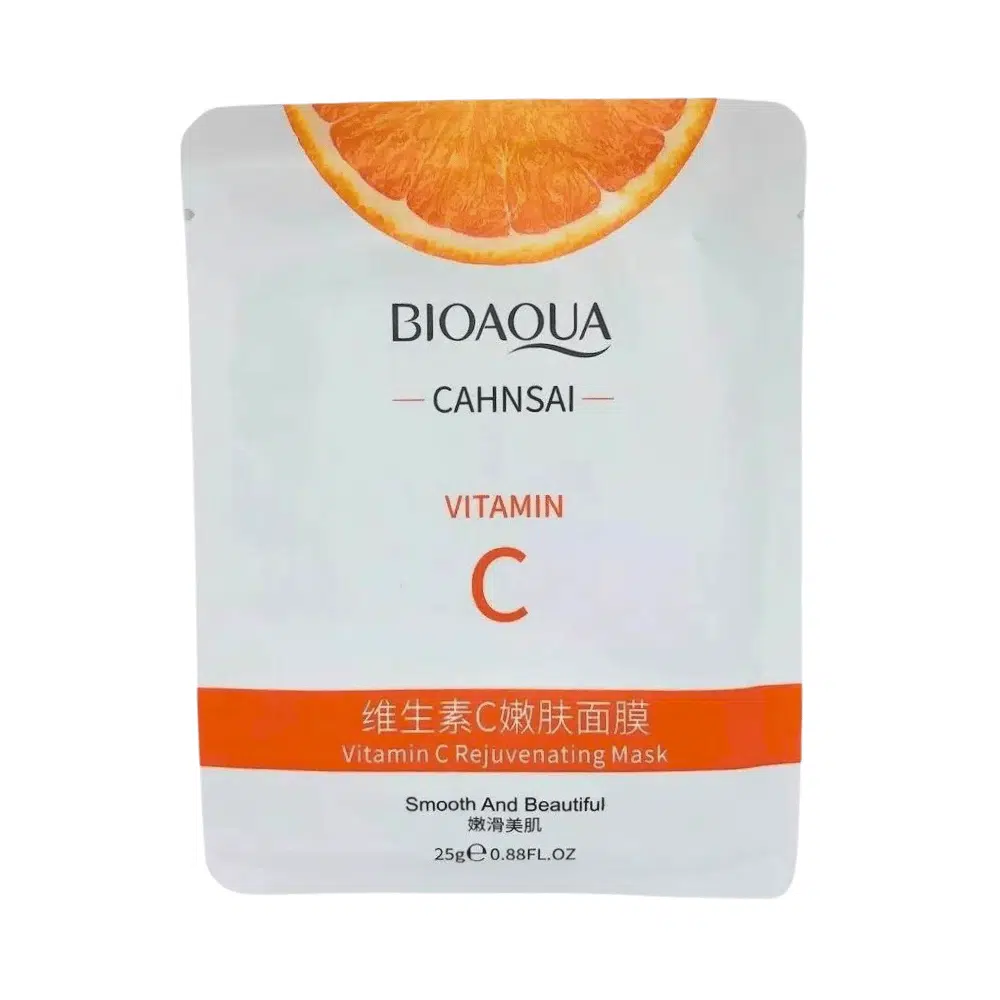 BIOAQUA
CAHNSAI
VITAMIN
C
维生素C嫩肤面膜
Vitamin C Rejuvenating Mask
Smooth And Beautiful
嫩滑美肌
25g℮0.88FL.OZ